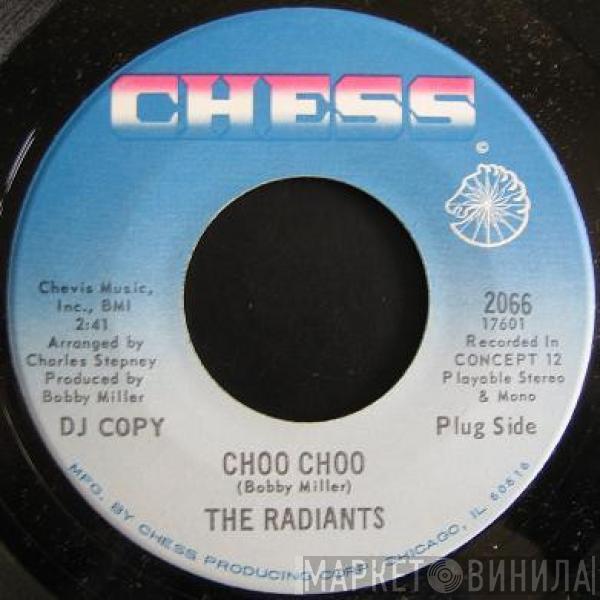 CHESS
©
Chevis Music,
Inc., BMI
2:41
Arranged by
Charles Stepney
Produced by
Bobby Miller
DJ COPY
2066
17601
Recorded In
CONCEPT 12
Playable Stereo
& Mono
Plug Side
CHOO CHOO
(Bobby Miller)
THE RADIANTS
MFG. BY CHESS PRODUCING CORP. CHICAGO, IL 60616
МАРКЕТ ВИНИЛА